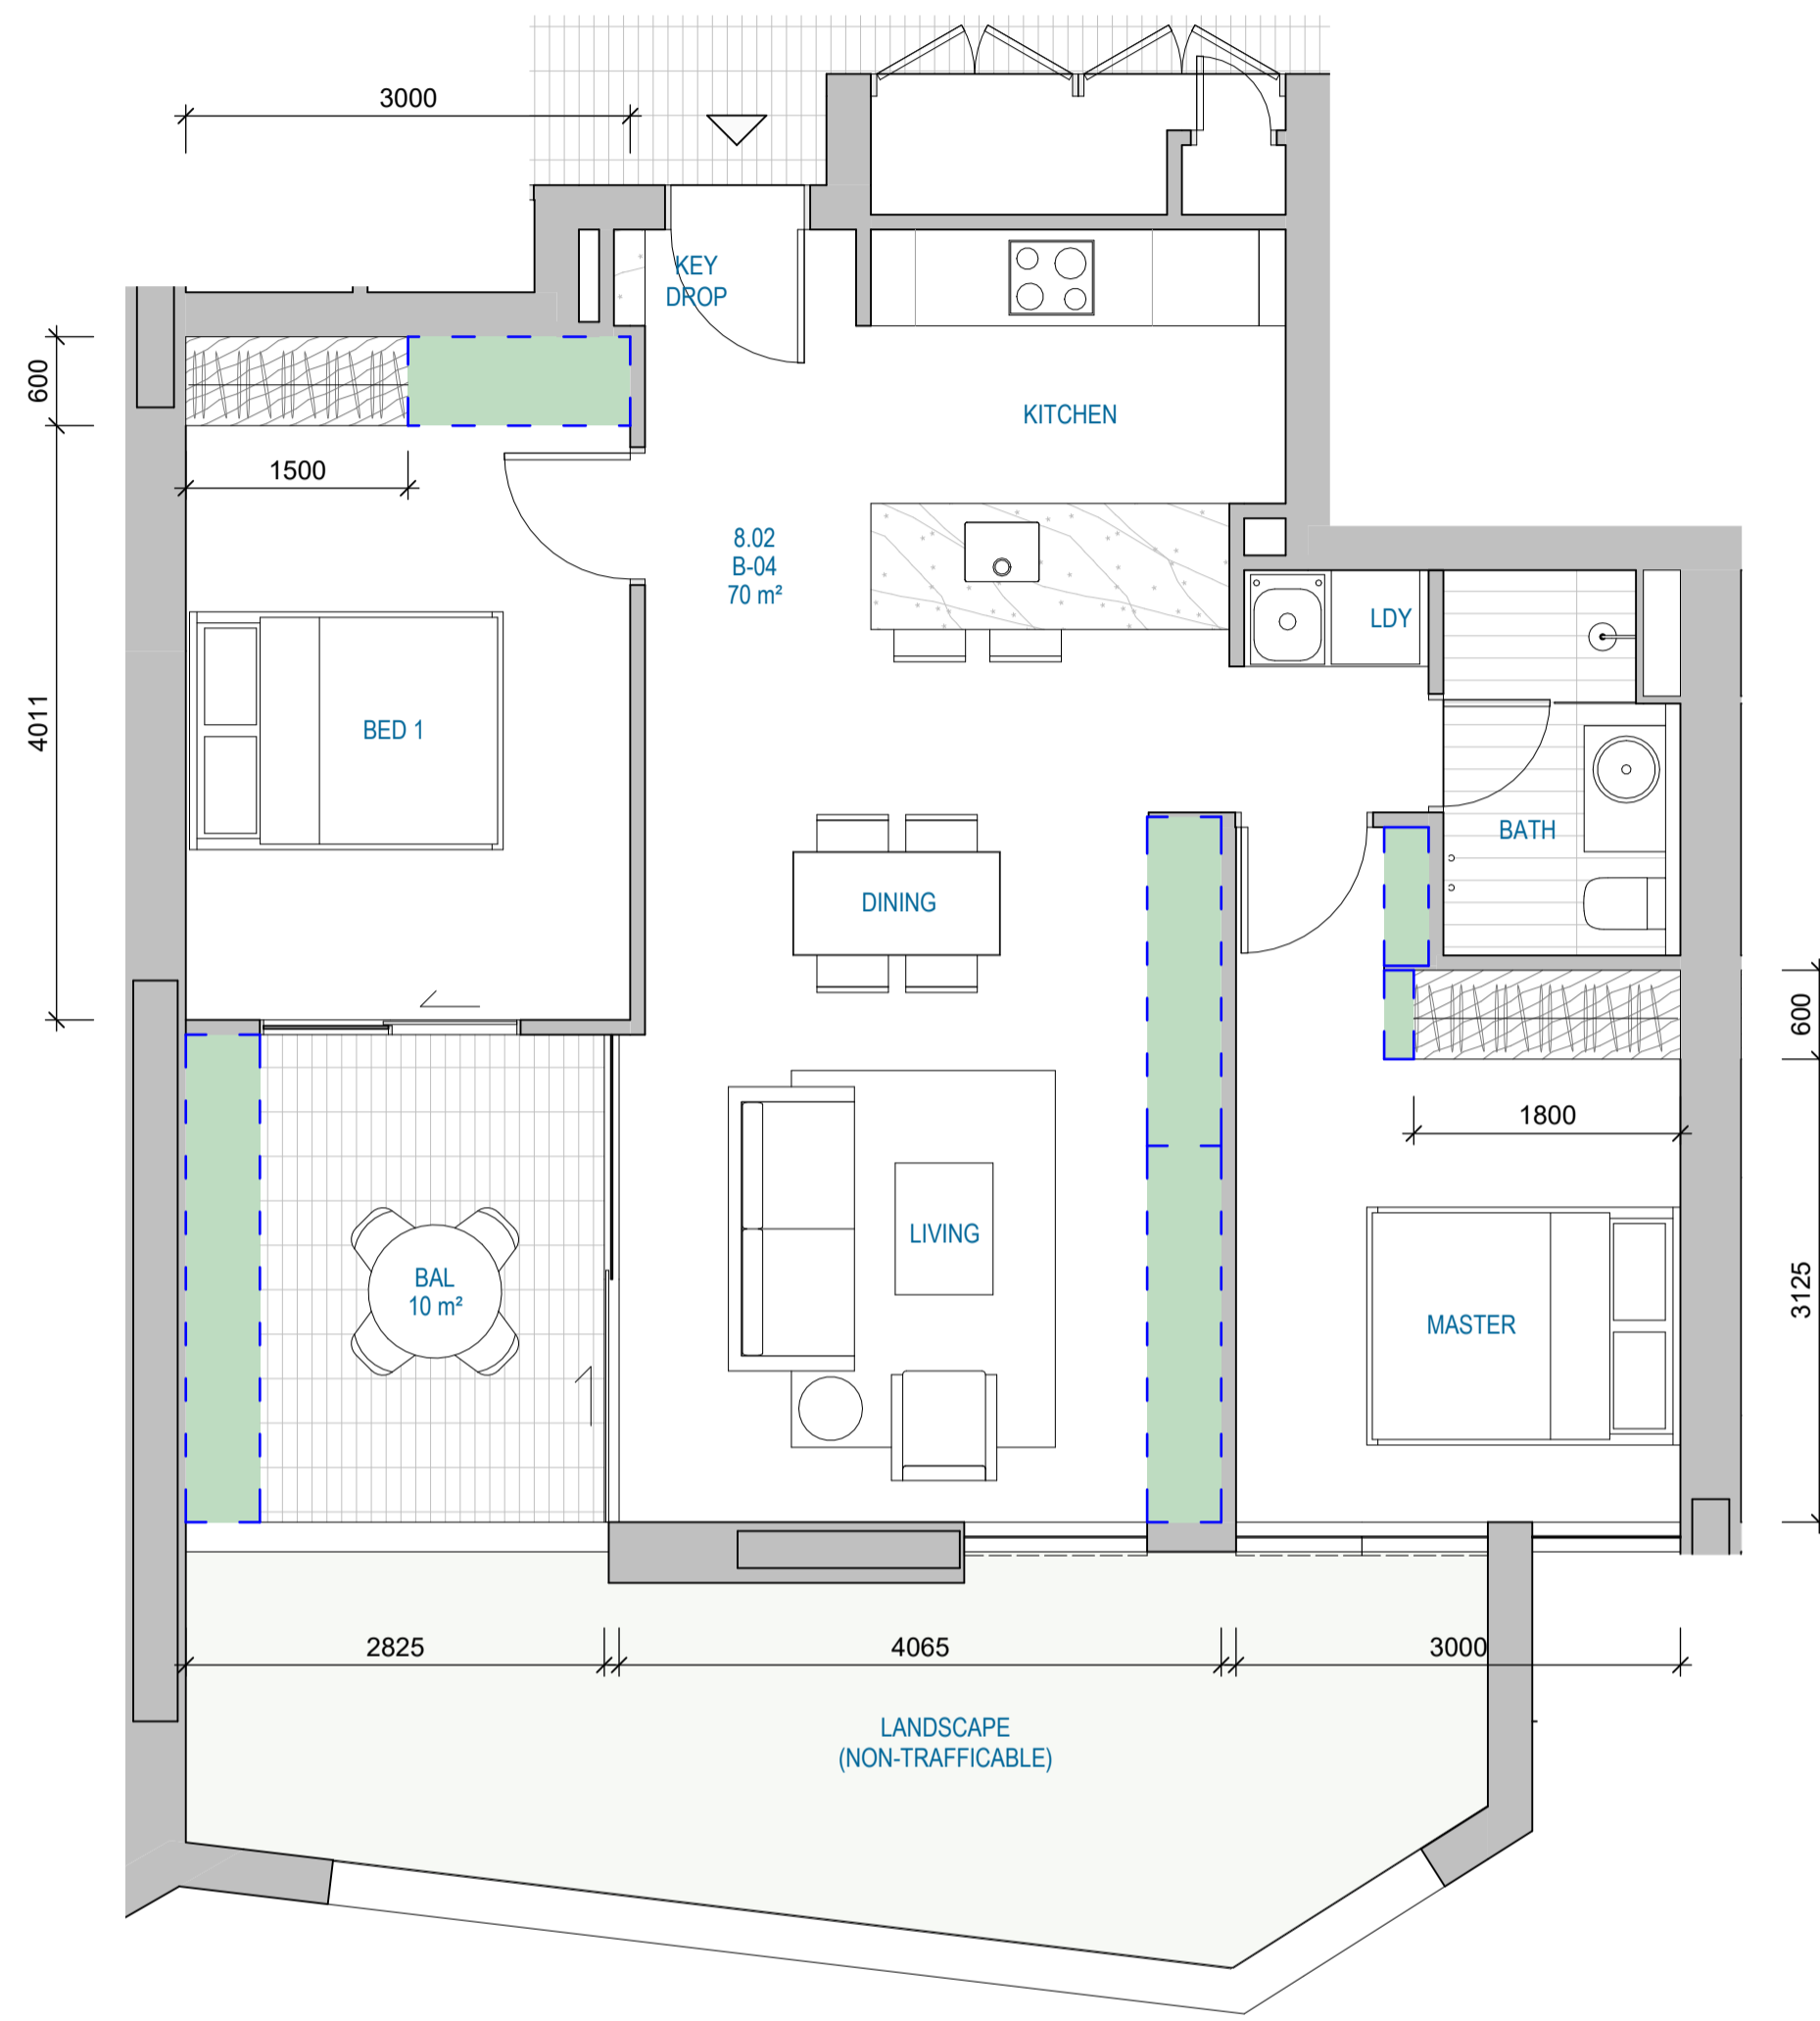 3000
KEY
DROP
600
KITCHEN
1500
8.02
B-04
70 m²
LDY
4011
BED 1
BATH
DINING
600
1800
LIVING
BAL
10 m²
3125
MASTER
2825
4065
3000
LANDSCAPE
(NON-TRAFFICABLE)